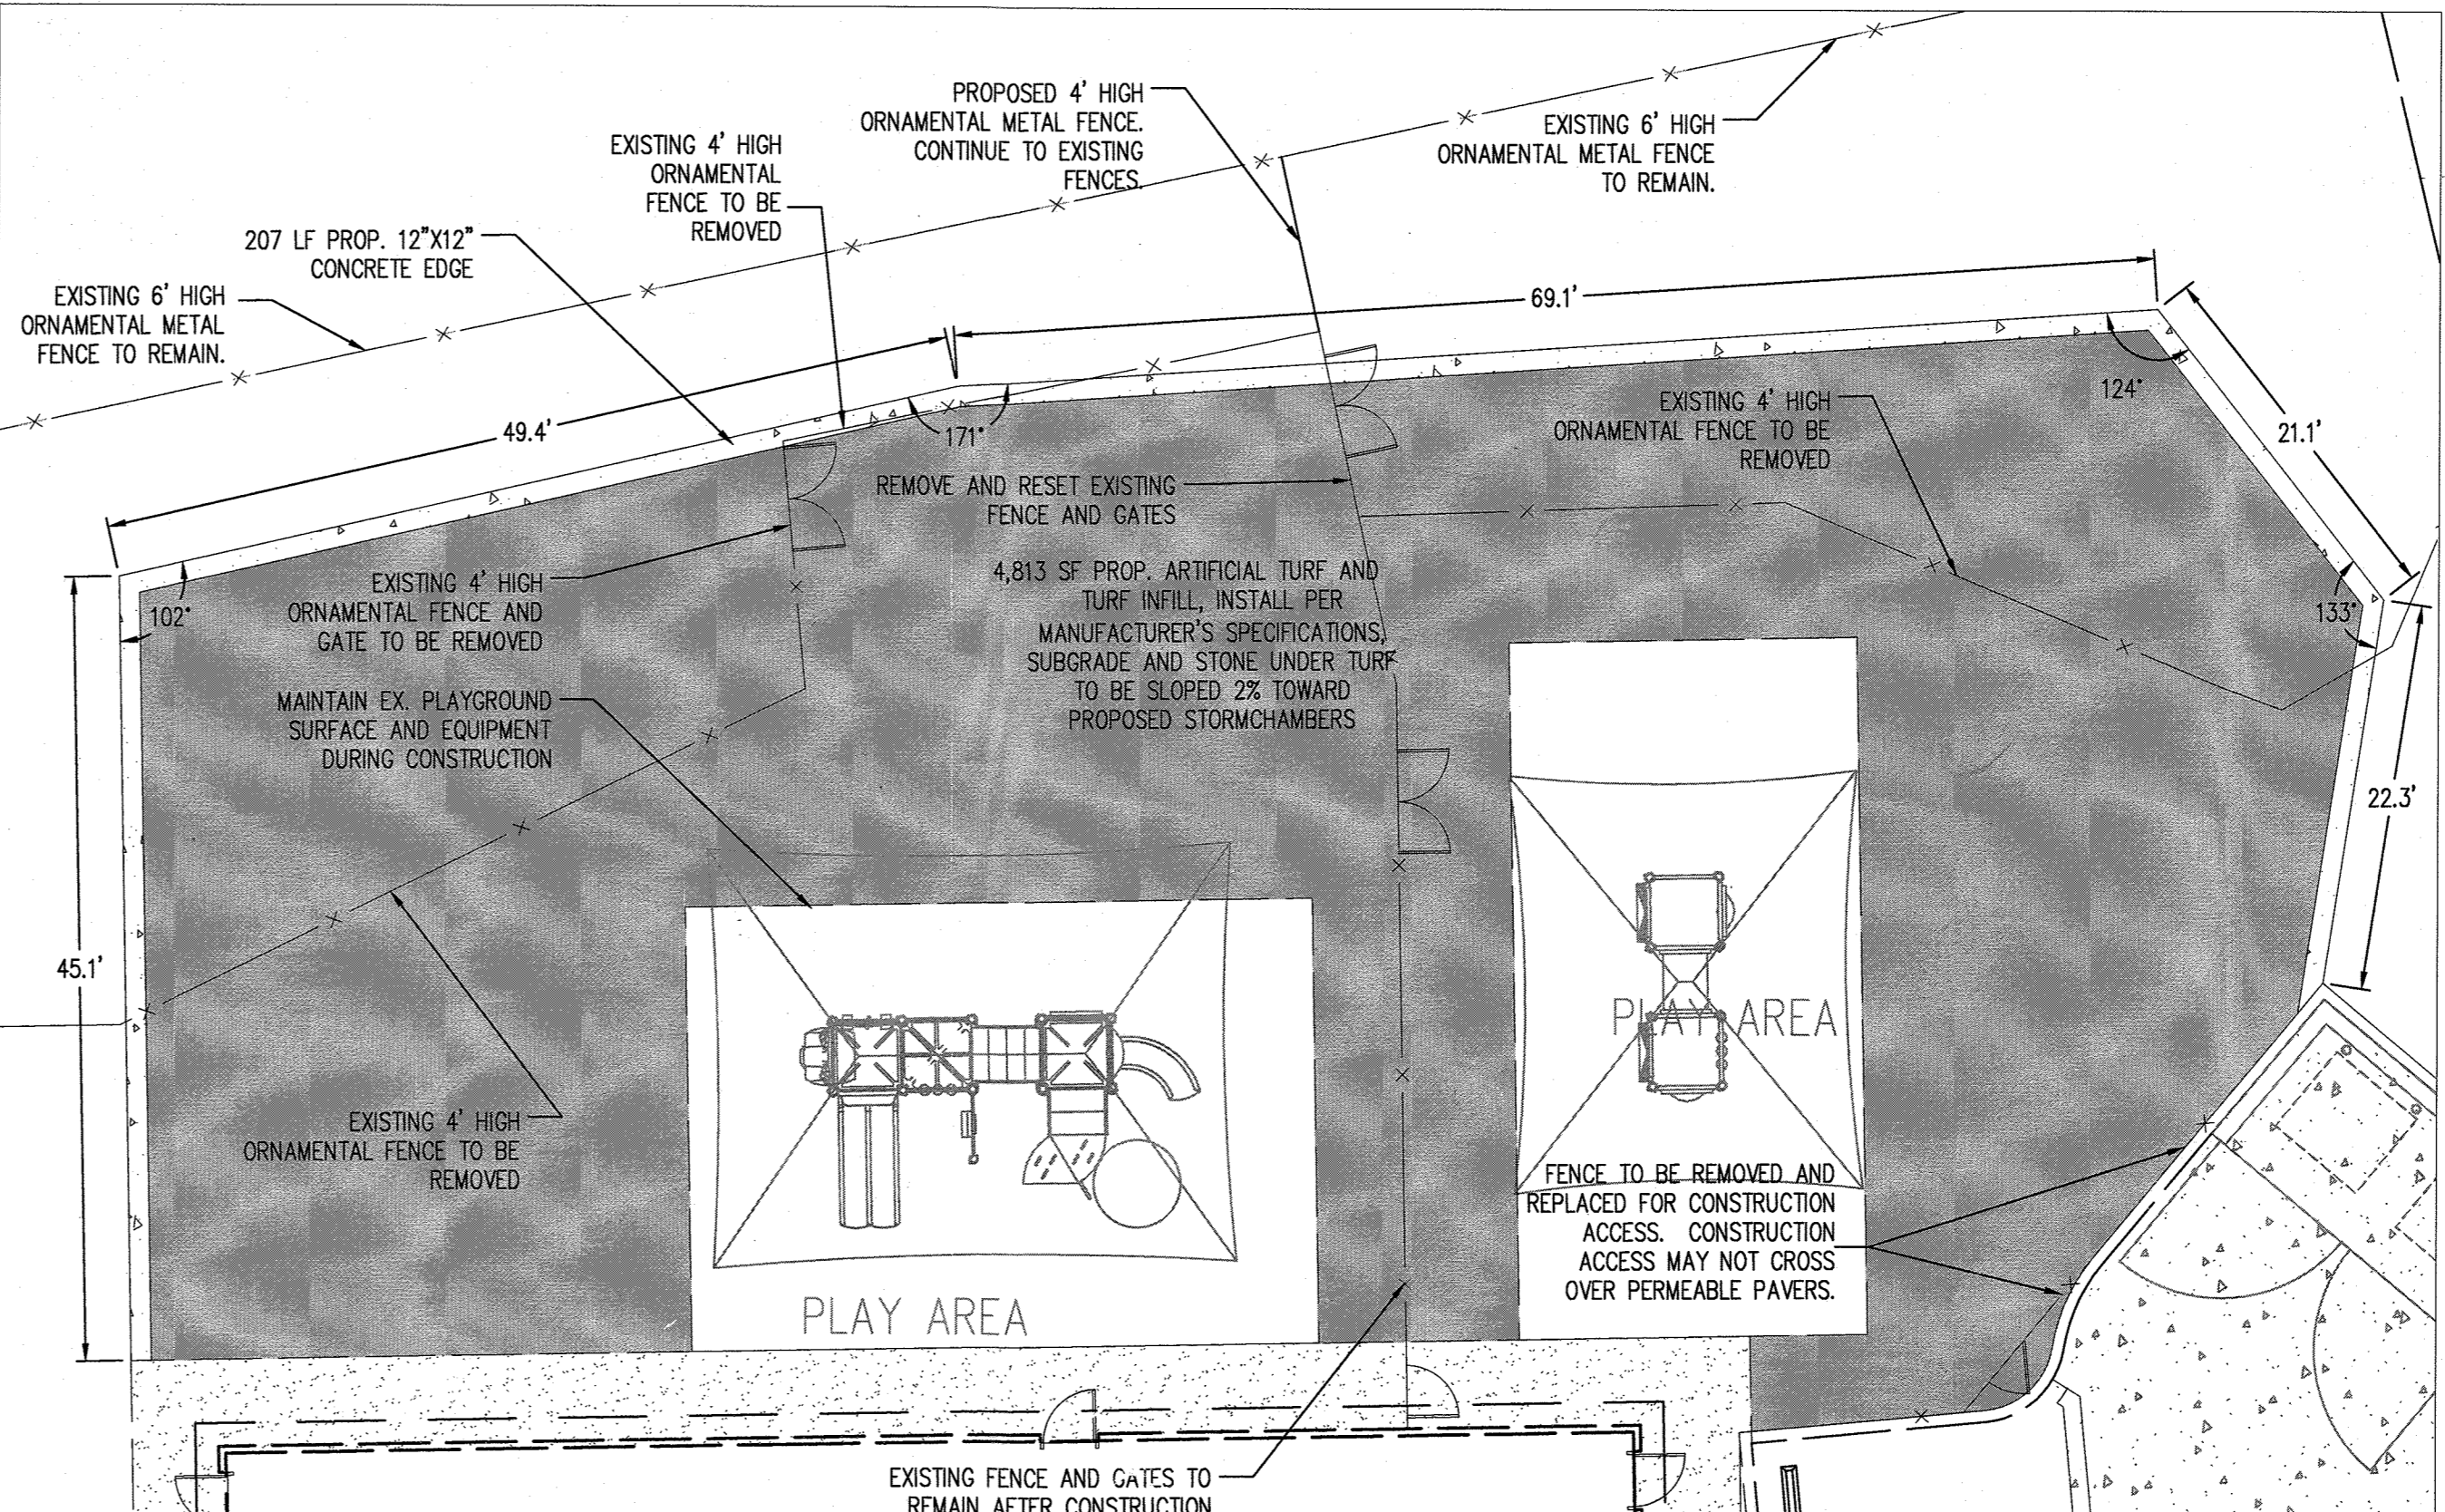 PROPOSED 4' HIGH
ORNAMENTAL METAL FENCE.
CONTINUE TO EXISTING
FENCES.
EXISTING 6' HIGH
ORNAMENTAL METAL FENCE
TO REMAIN.
EXISTING 4' HIGH
ORNAMENTAL
FENCE TO BE
REMOVED
207 LF PROP. 12"X12"
CONCRETE EDGE
EXISTING 6' HIGH
ORNAMENTAL METAL
FENCE TO REMAIN.
69.1'
49.4'
171°
124°
21.1'
EXISTING 4' HIGH
ORNAMENTAL FENCE TO BE
REMOVED
REMOVE AND RESET EXISTING
FENCE AND GATES
102°
EXISTING 4' HIGH
ORNAMENTAL FENCE AND
GATE TO BE REMOVED
4,813 SF PROP. ARTIFICIAL TURF AND
TURF INFILL, INSTALL PER
MANUFACTURER'S SPECIFICATIONS,
SUBGRADE AND STONE UNDER TURF
TO BE SLOPED 2% TOWARD
PROPOSED STORMCHAMBERS
133°
MAINTAIN EX. PLAYGROUND
SURFACE AND EQUIPMENT
DURING CONSTRUCTION
22.3'
45.1'
PLAY AREA
EXISTING 4' HIGH
ORNAMENTAL FENCE TO BE
REMOVED
FENCE TO BE REMOVED AND
REPLACED FOR CONSTRUCTION
ACCESS. CONSTRUCTION
ACCESS MAY NOT CROSS
OVER PERMEABLE PAVERS.
PLAY AREA
EXISTING FENCE AND GATES TO
REMAIN AFTER CONSTRUCTION